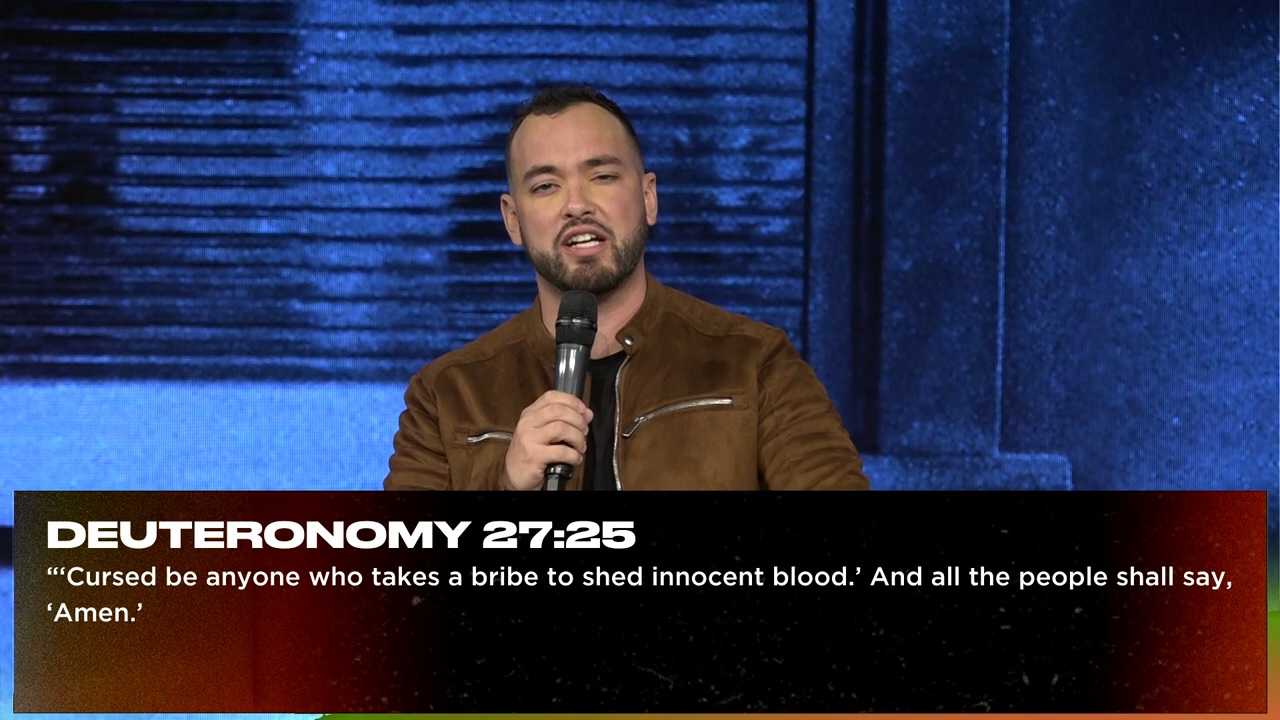 DEUTERONOMY 27:25
“‘Cursed be anyone who takes a bribe to shed innocent blood.’ And all the people shall say,
‘Amen.’